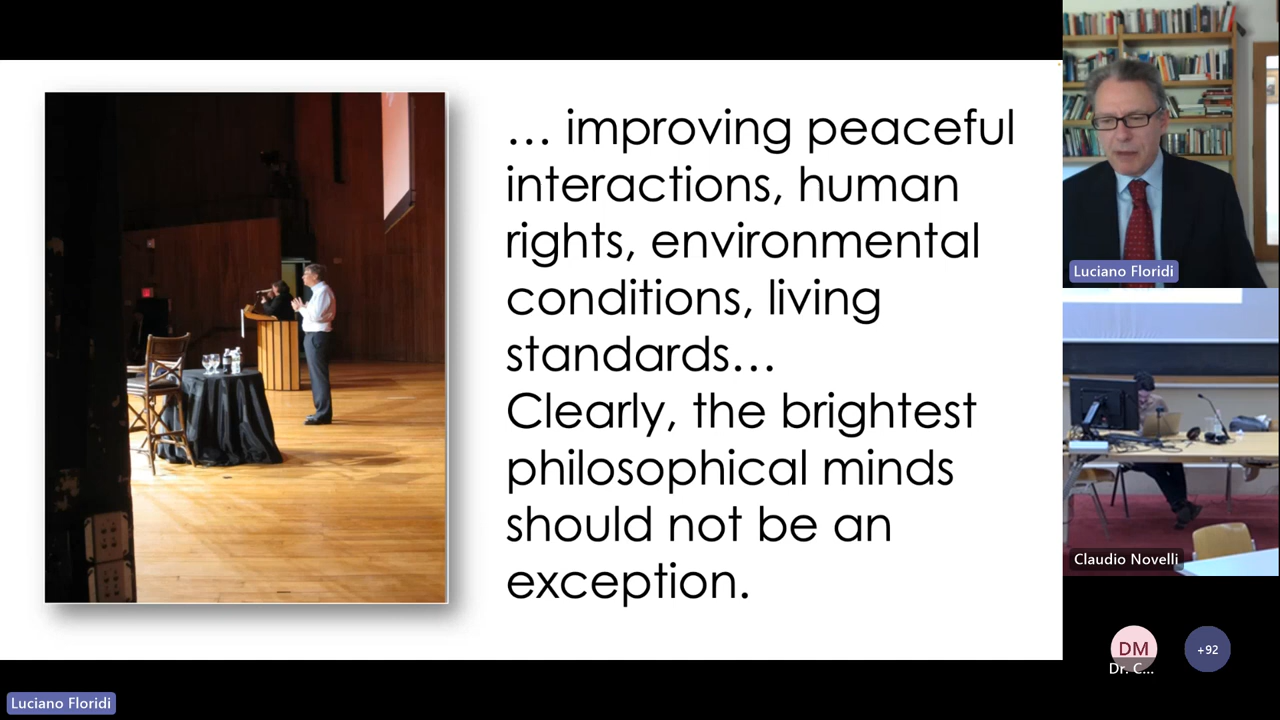 … improving peaceful
interactions, human
rights, environmental
conditions, living
standards…
Clearly, the brightest
philosophical minds
should not be an
exception.
Luciano Floridi
Claudio Novelli
DM
Dr. C...
+92
Luciano Floridi